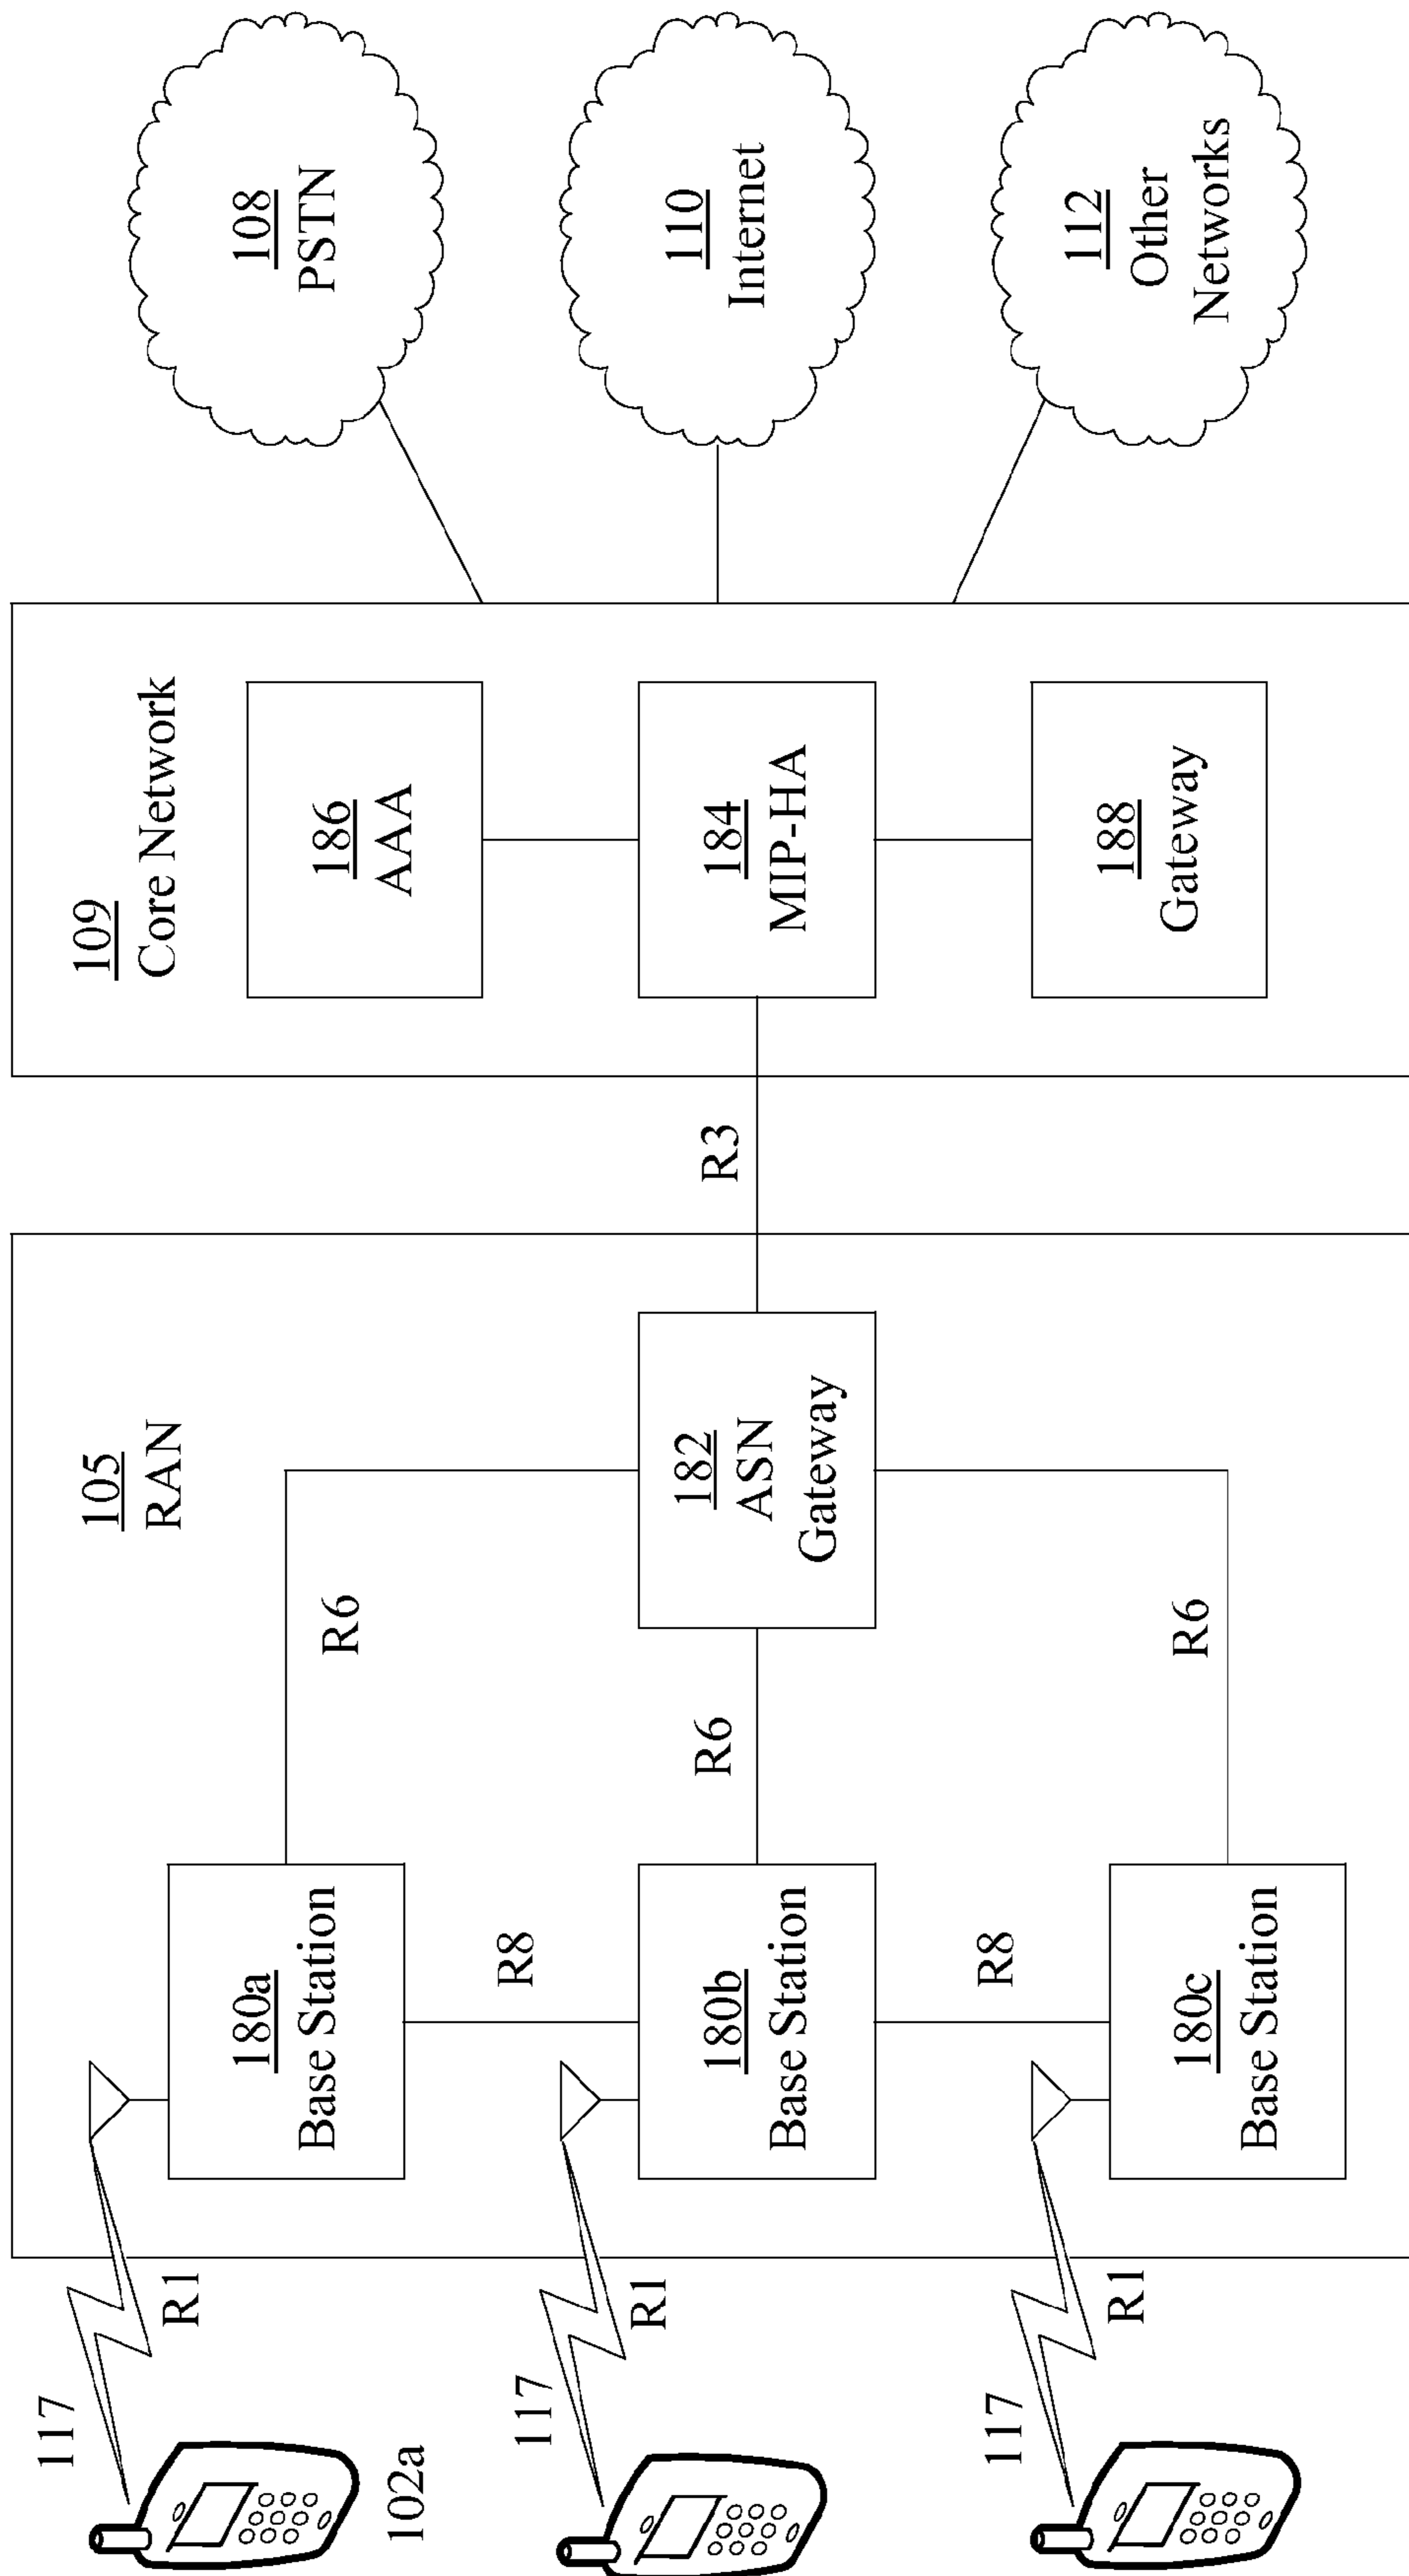 117
102a
R1
117
R1
117
R1
105
RAN
180a
Base Station
R8
180b
Base Station
R8
180c
Base Station
R6
R6
R6
182
ASN
Gateway
R3
109
Core Network
186
AAA
184
MIP-HA
188
Gateway
108
PSTN
110
Internet
112
Other
Networks